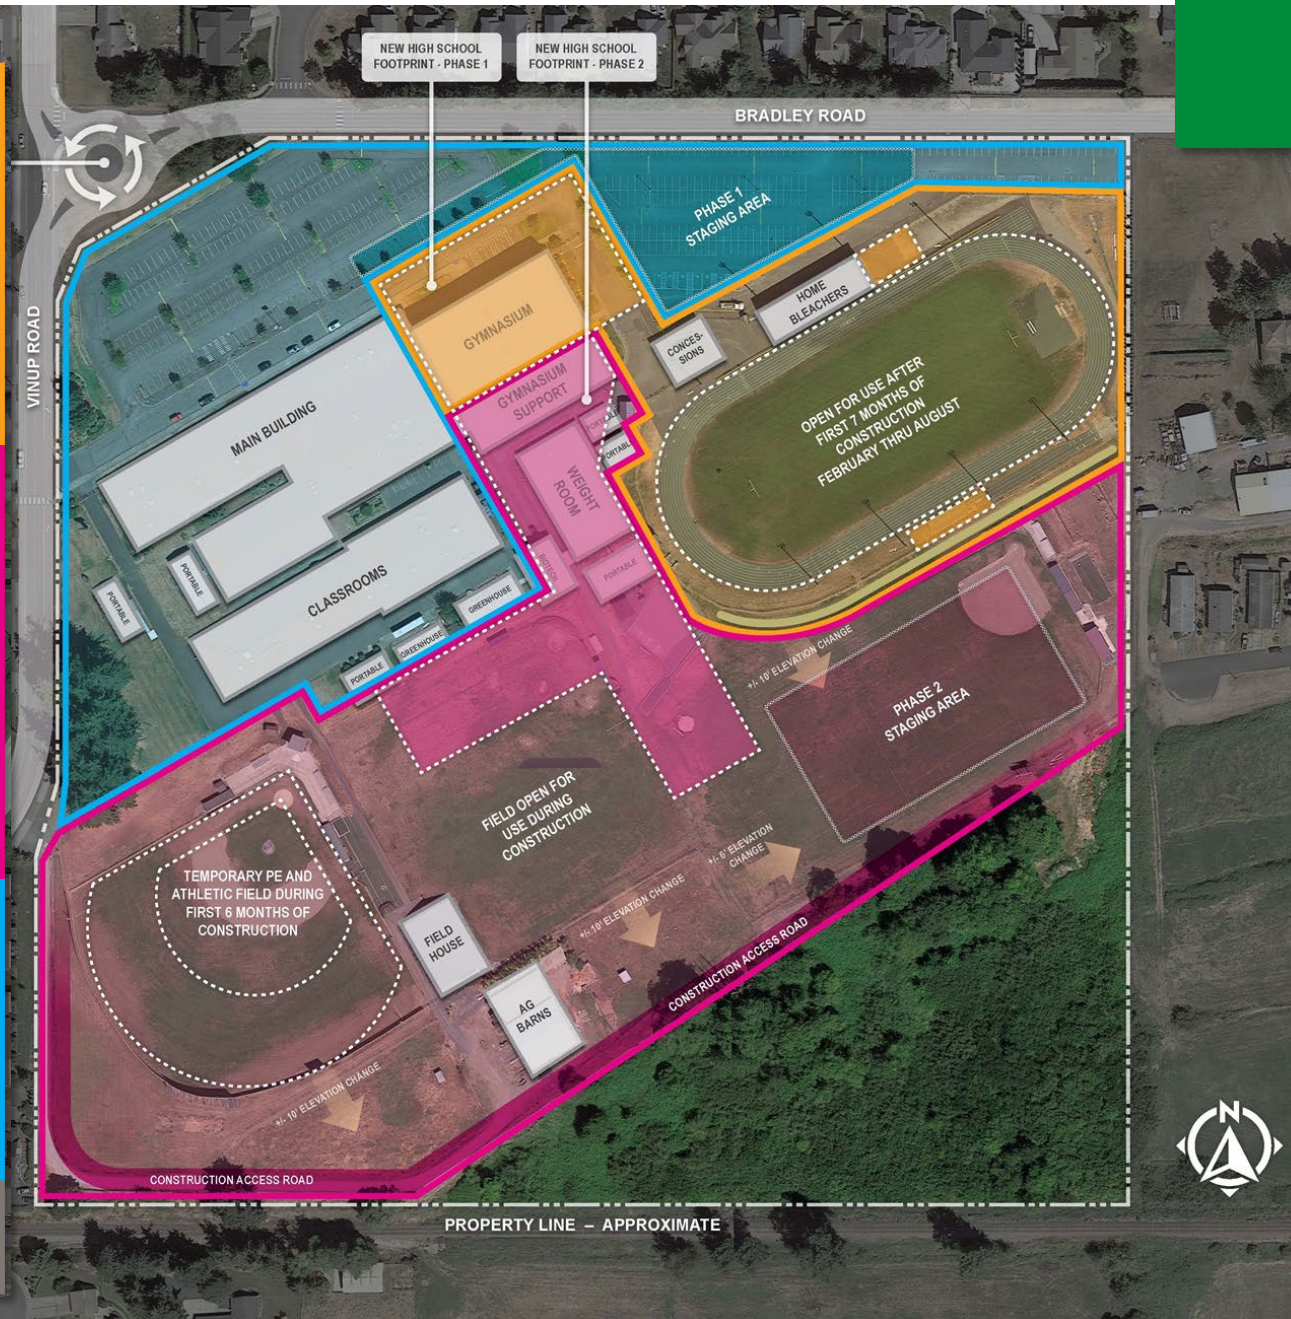 NEW HIGH SCHOOL
FOOTPRINT - PHASE 1
NEW HIGH SCHOOL
FOOTPRINT - PHASE 2
BRADLEY ROAD
PHASE 1
STAGING AREA
VINUP ROAD
GYMNASIUM
HOME
BLEACHERS
CONCES-
SIONS
GYMNASIUM
SUPPORT
OPEN FOR USE AFTER
FIRST 7 MONTHS OF
CONSTRUCTION
FEBRUARY THRU AUGUST
MAIN BUILDING
WEIGHT
ROOM
PORTABLE
CLASSROOMS
PORTABLE
PORTABLE
GREENHOUSE
GREENHOUSE
PORTABLE
+/- 10' ELEVATION CHANGE
PHASE 2
STAGING AREA
FIELD OPEN FOR
USE DURING
CONSTRUCTION
+/- 6' ELEVATION
CHANGE
TEMPORARY PE AND
ATHLETIC FIELD DURING
FIRST 6 MONTHS OF
CONSTRUCTION
+/- 10' ELEVATION CHANGE
FIELD
HOUSE
CONSTRUCTION ACCESS ROAD
AG
BARNS
+/- 10' ELEVATION CHANGE
N
CONSTRUCTION ACCESS ROAD
PROPERTY LINE – APPROXIMATE